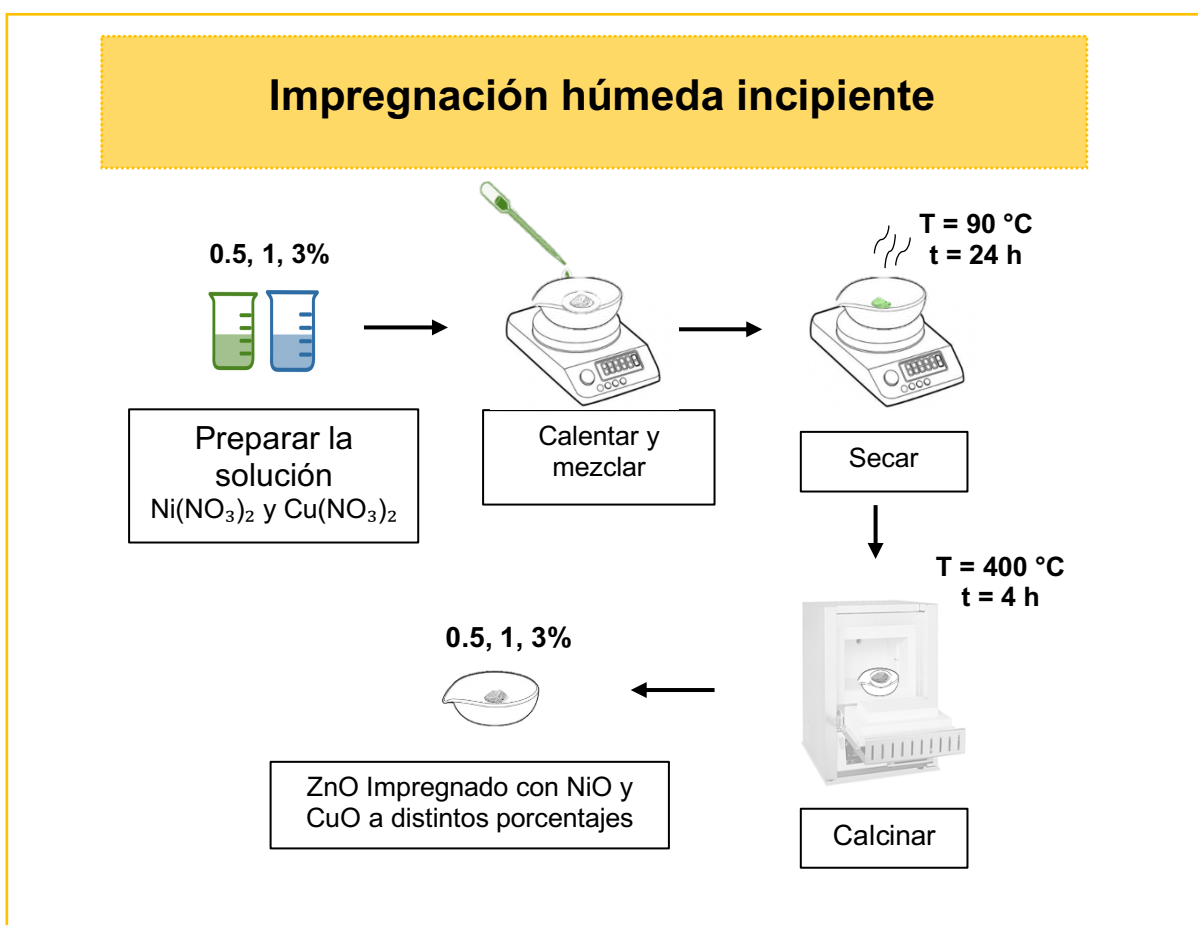 Impregnación húmeda incipiente
0.5, 1, 3%
Preparar la
solución
Ni(NO₃)₂ y Cu(NO₃)₂
Calentar y
mezclar
T = 90 °C
t = 24 h
Secar
T = 400 °C
t = 4 h
Calcinar
0.5, 1, 3%
ZnO Impregnado con NiO y
CuO a distintos porcentajes